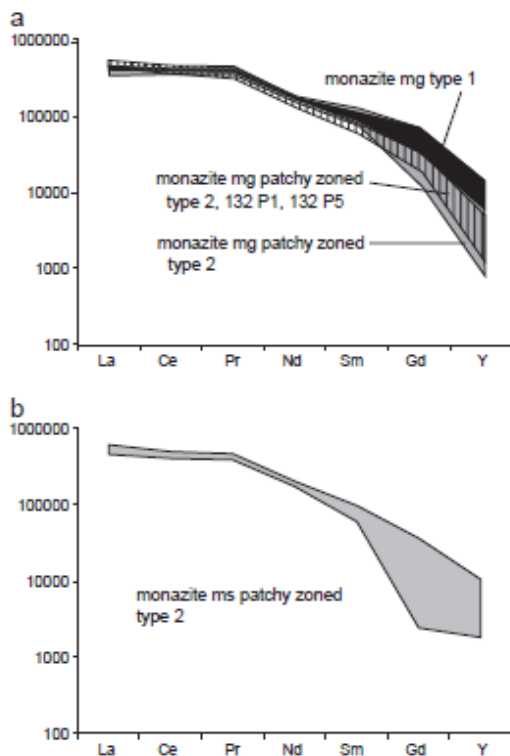 a
1000000
monazite mg type 1
100000
monazite mg patchy zoned
type 2, 132 P1, 132 P5
10000
monazite mg patchy zoned
type 2
1000
100
La Ce Pr Nd Sm Gd Y
b
1000000
100000
10000
monazite ms patchy zoned
type 2
1000
100
La Ce Pr Nd Sm Gd Y